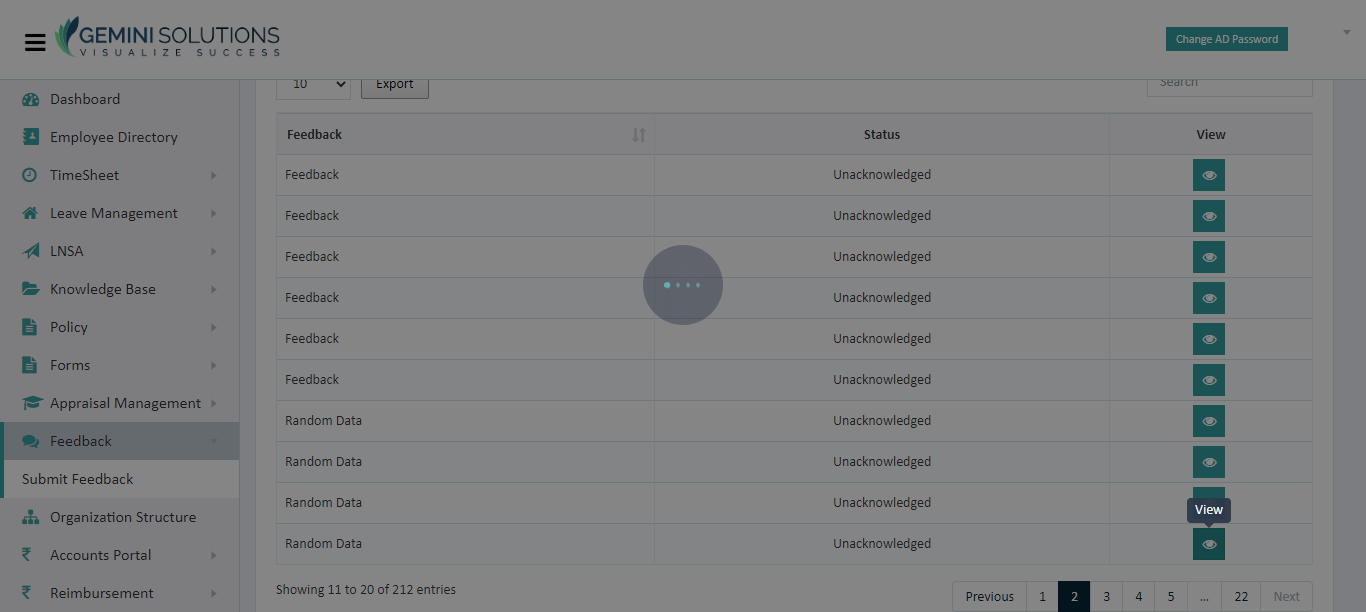 GEMINI SOLUTIONS
VISUALIZE SUCCESS
Change AD Password
Dashboard
Employee Directory
TimeSheet
Leave Management
LNSA
Knowledge Base
Policy
Forms
Appraisal Management
Feedback
Submit Feedback
Organization Structure
Accounts Portal
Reimbursement
10 Export Search
Feedback Status View
Feedback Unacknowledged
Feedback Unacknowledged
Feedback Unacknowledged
Feedback Unacknowledged
Feedback Unacknowledged
Feedback Unacknowledged
Random Data Unacknowledged
Random Data Unacknowledged
Random Data Unacknowledged
View
Random Data Unacknowledged
Showing 11 to 20 of 212 entries
Previous 1 2 3 4 5 ... 22 Next